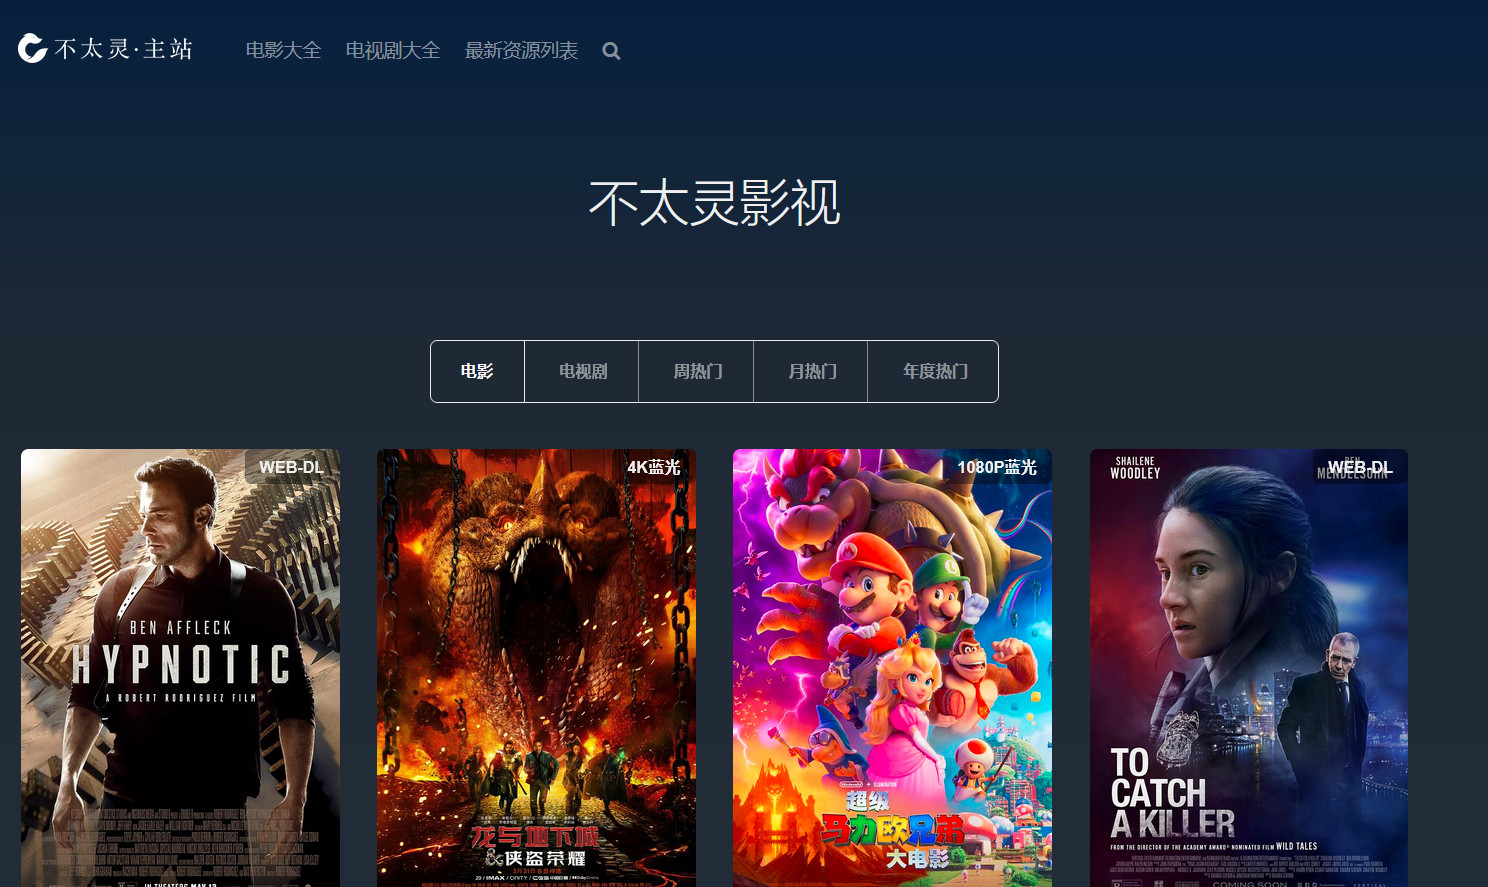 不太灵·主站
电影大全 电视剧大全 最新资源列表
不太灵影视
电影 电视剧 周热门 月热门 年度热门
WEB-DL
BEN AFFLECK
HYPNOTIC
A ROBERT RODRIGUEZ FILM
IN THEATERS MAY 12
4K蓝光
龙与地下城
&侠盗荣耀
3月31日
1080P蓝光
Nintendo
超级
马力欧兄弟
大电影
WEB-DL
SHAILENE
WOODLEY
BEN
MENDELSOHN
TO
CATCH
A KILLER
FROM THE DIRECTOR OF THE ACADEMY AWARD® NOMINATED FILM WILD TALES
COMING SOON
VERTICAL